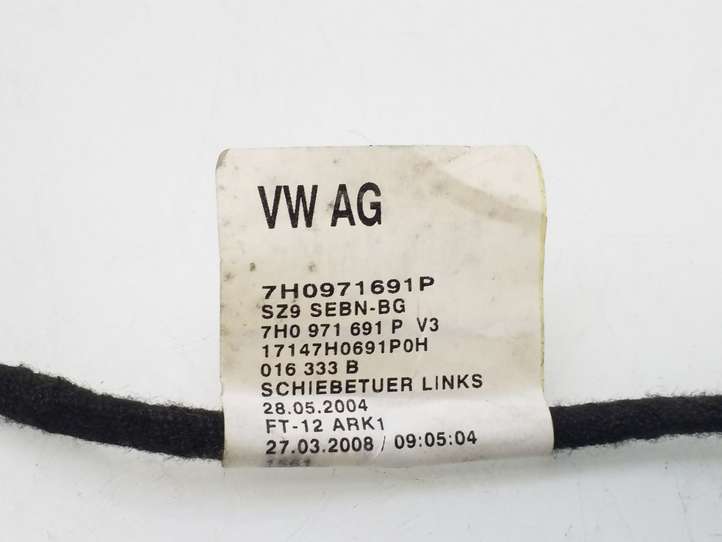 VW AG
7H0971691P
SZ9 SEBN-BG
7H0 971 691 P V3
17147H0691P0H
016 333 B
SCHIEBETUER LINKS
28.05.2004
FT-12 ARK1
27.03.2008 / 09:05:04